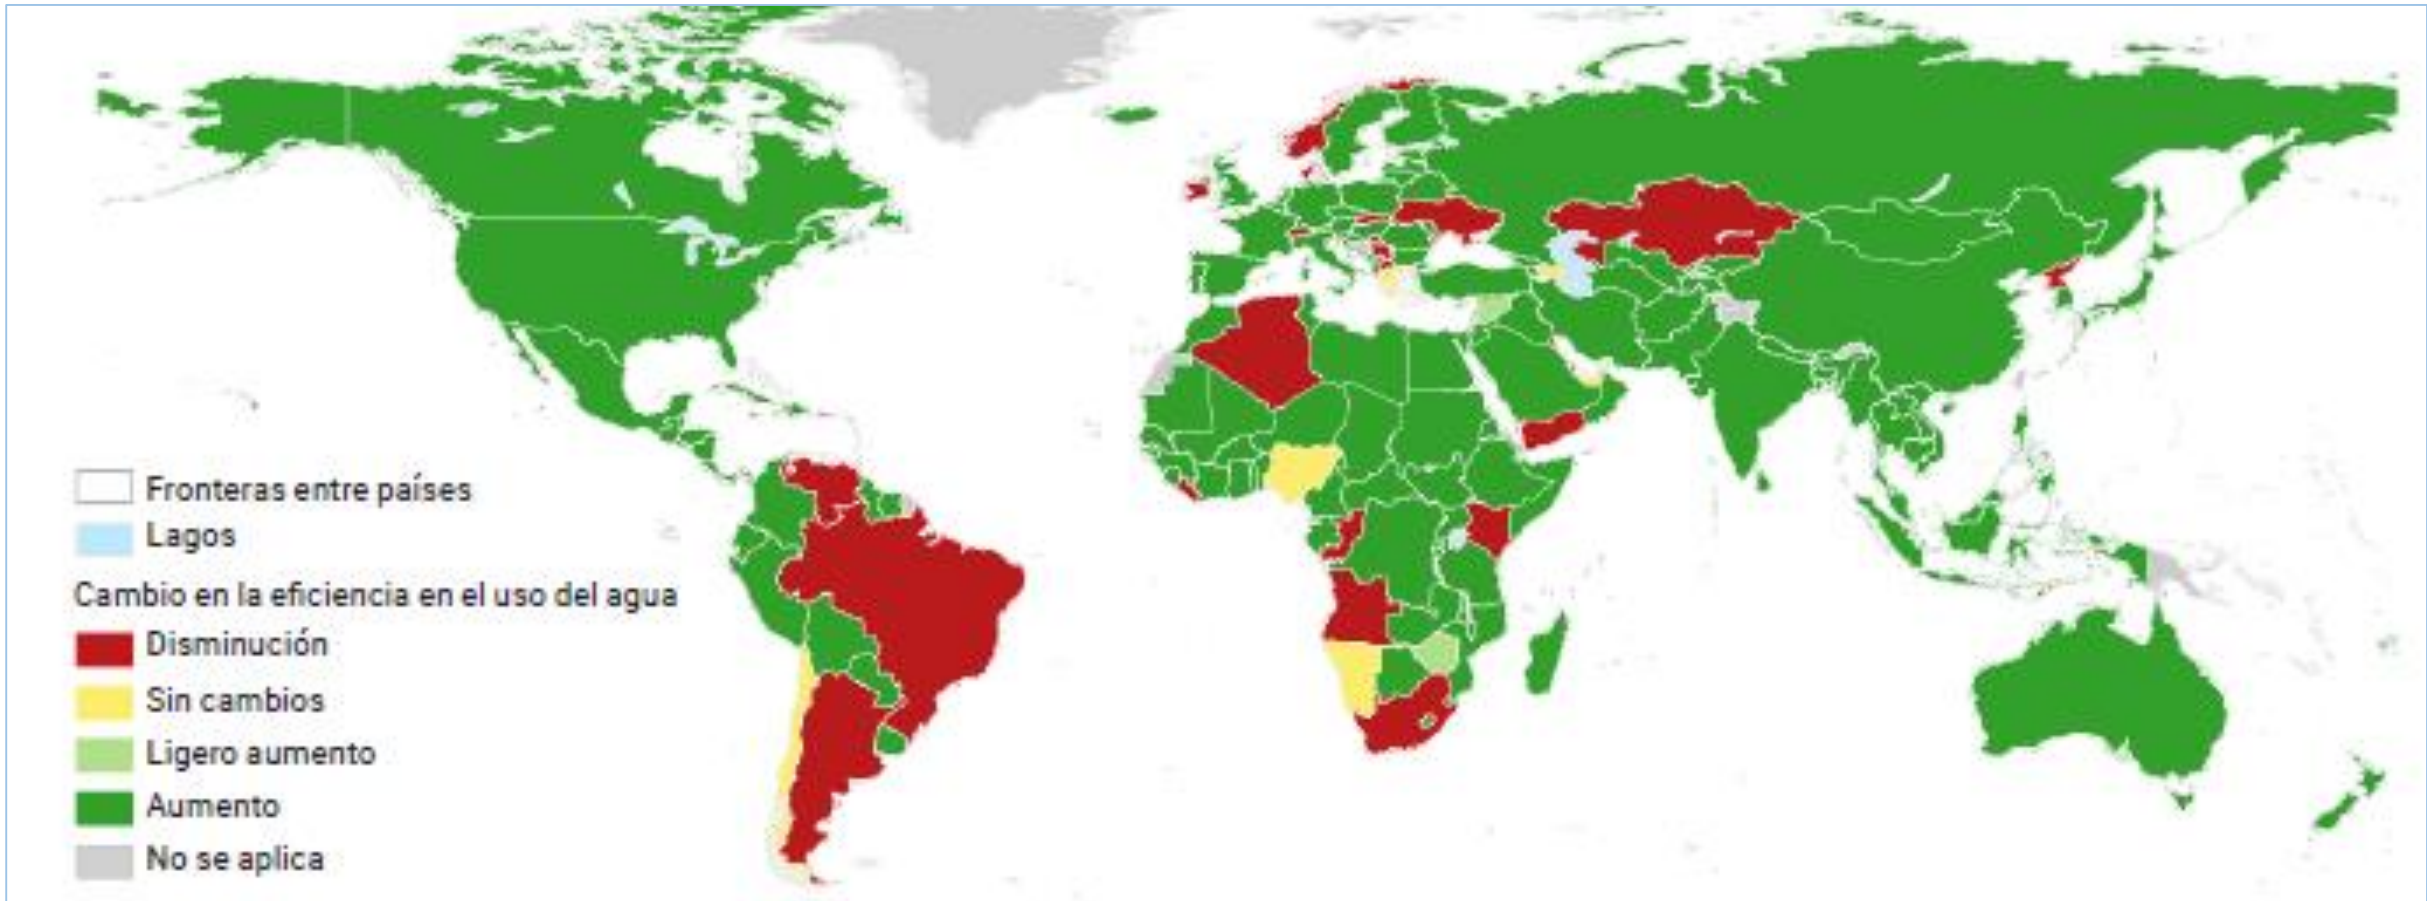 Fronteras entre países
Lagos
Cambio en la eficiencia en el uso del agua
Disminución
Sin cambios
Ligero aumento
Aumento
No se aplica